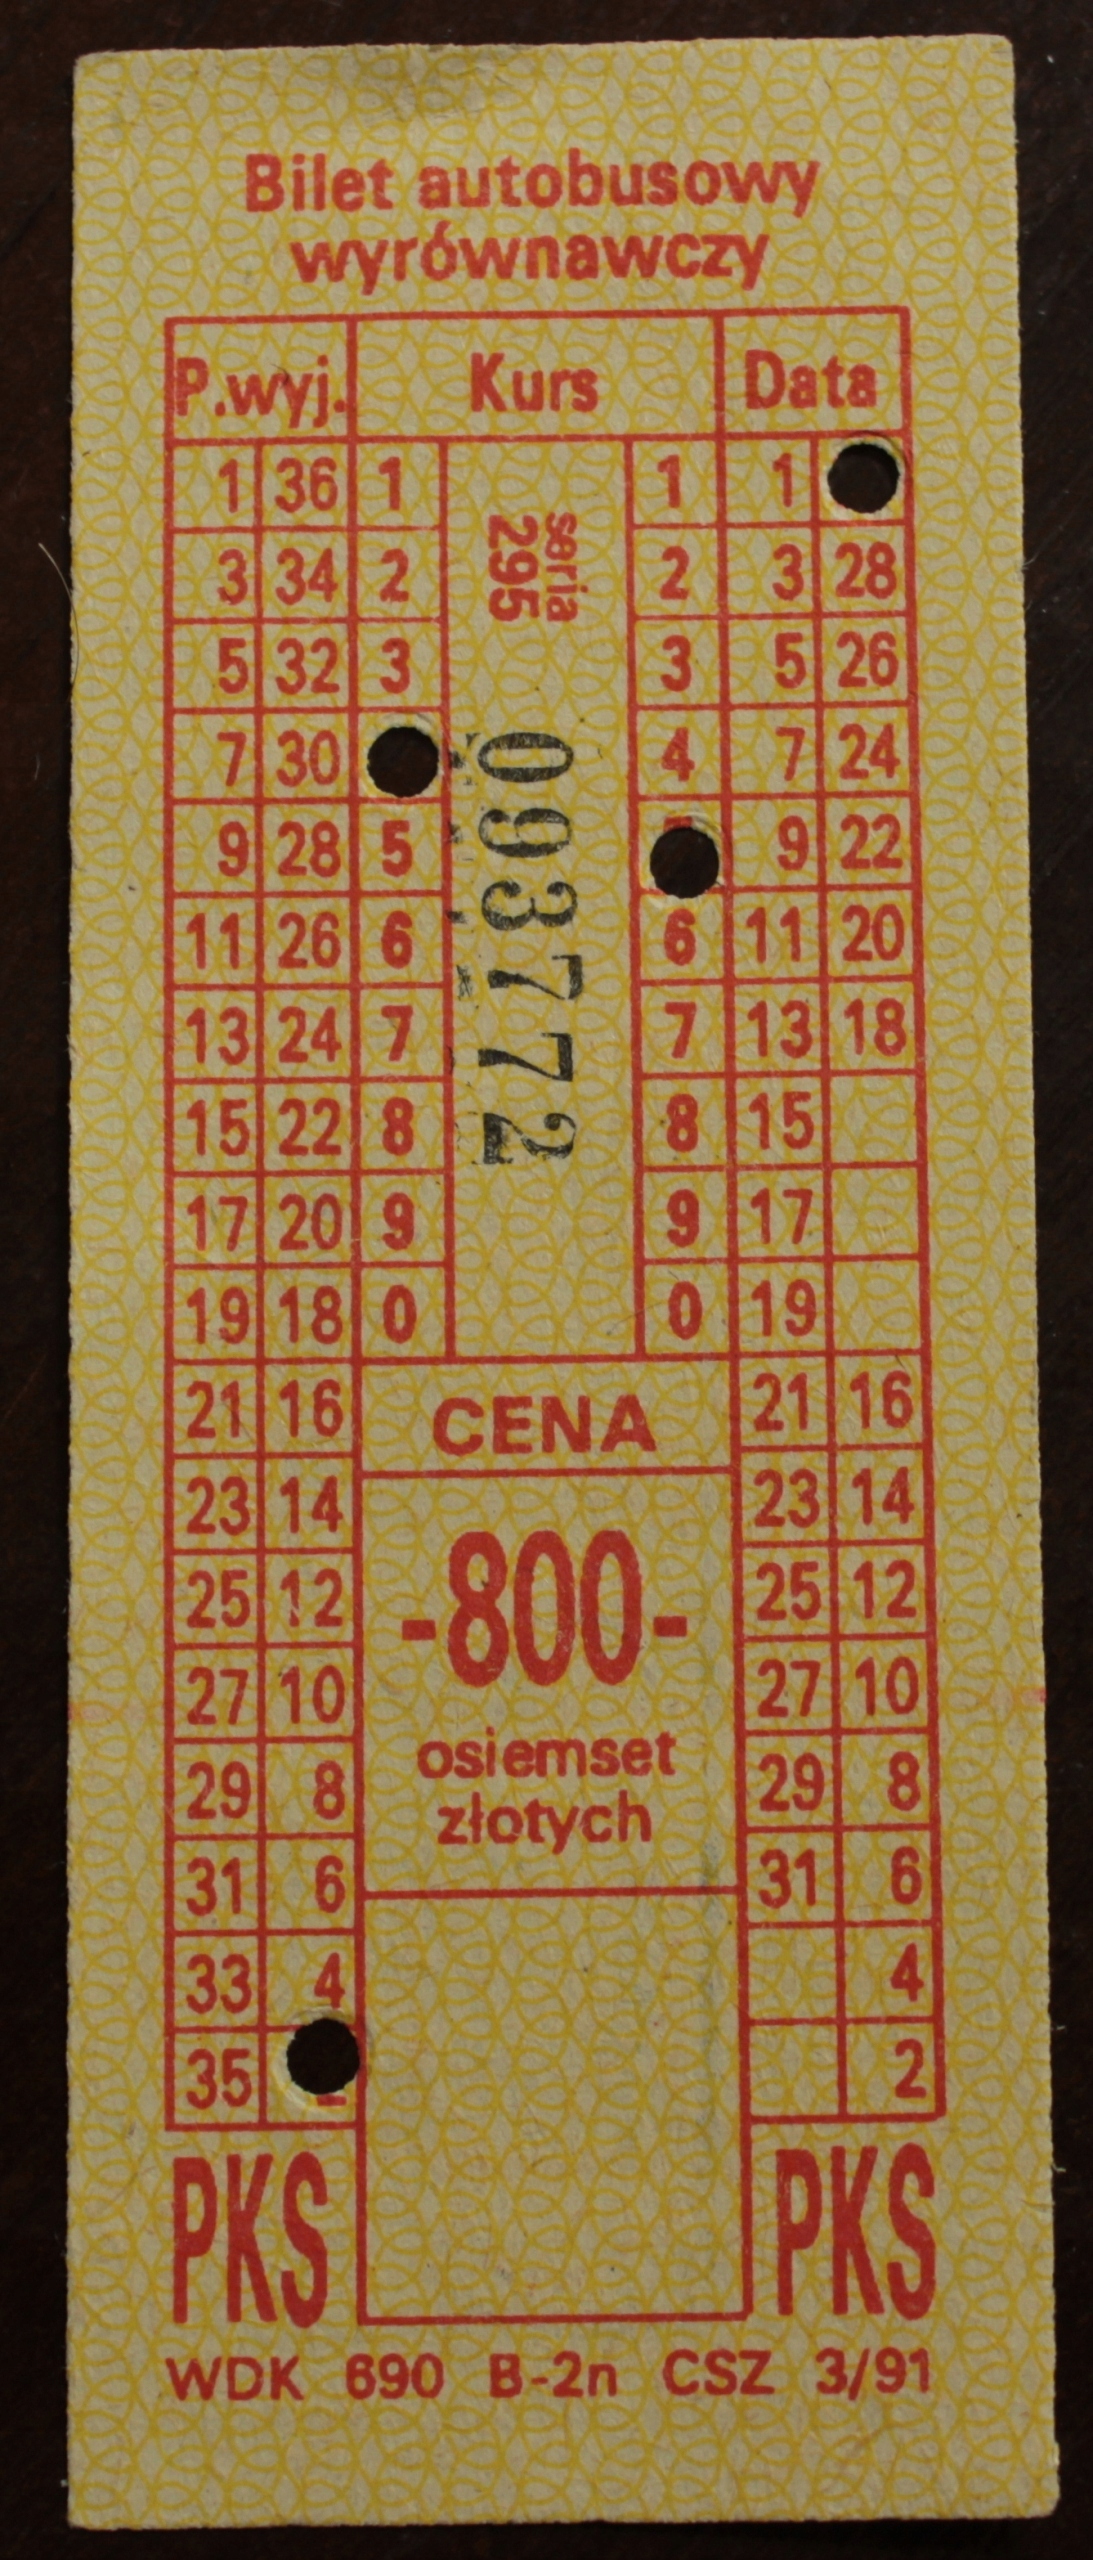 Bilet autobusowy
wyrównawczy
P.wyj. Kurs Data
1 36 1 1 1
3 34 2 2 3 28
5 32 3 3 5 26
7 30 4 7 24
9 28 5 9 22
11 26 6 6 11 20
13 24 7 7 13 18
15 22 8 8 15
17 20 9 9 17
19 18 0 0 19
seria
295
093772
21 16 CENA 21 16
23 14 23 14
25 12 -800- 25 12
27 10 27 10
29 8 osiemset 29 8
31 6 złotych 31 6
33 4 4
35 2
PKS PKS
WDK 690 B-2n CSZ 3/91